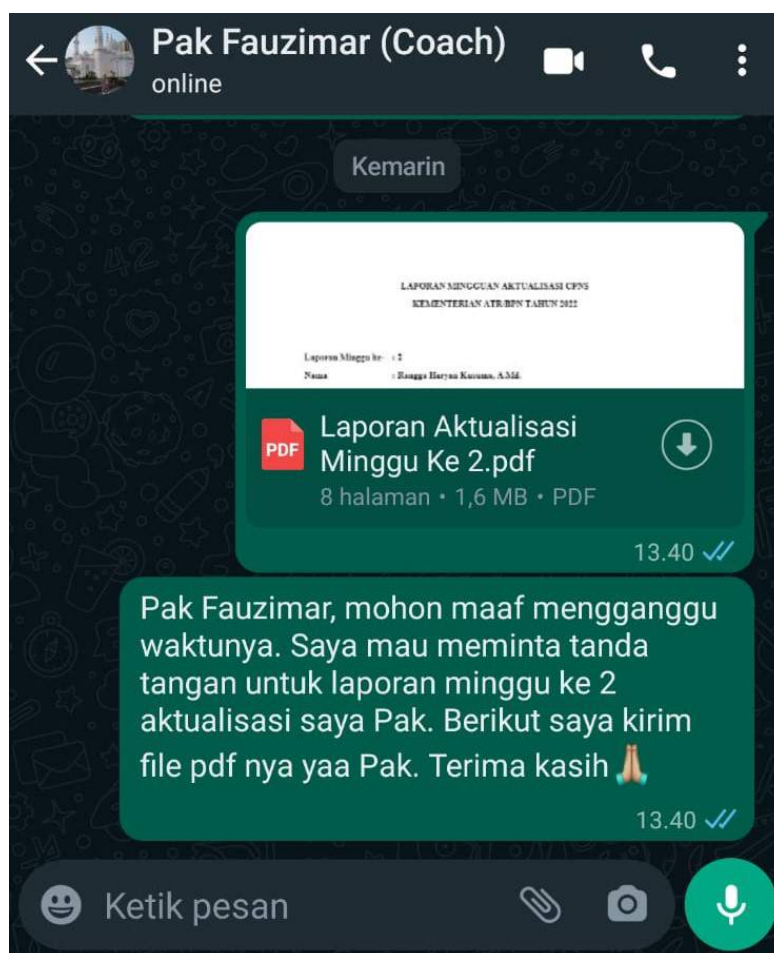 Pak Fauzimar (Coach)
online
Kemarin
LAPORAN MINGGUAN AKTUALISASI CPNS
KEMENTERIAN ATR/BPN TAHUN 2022
Laporan Minggu ke- : 2
Nama : Rangga Haryan Kusuma, A.Md.
PDF
Laporan Aktualisasi
Minggu Ke 2.pdf
8 halaman • 1,6 MB • PDF
13.40
Pak Fauzimar, mohon maaf mengganggu
waktunya. Saya mau meminta tanda
tangan untuk laporan minggu ke 2
aktualisasi saya Pak. Berikut saya kirim
file pdf nya yaa Pak. Terima kasih 🙏🏼
13.40
Ketik pesan